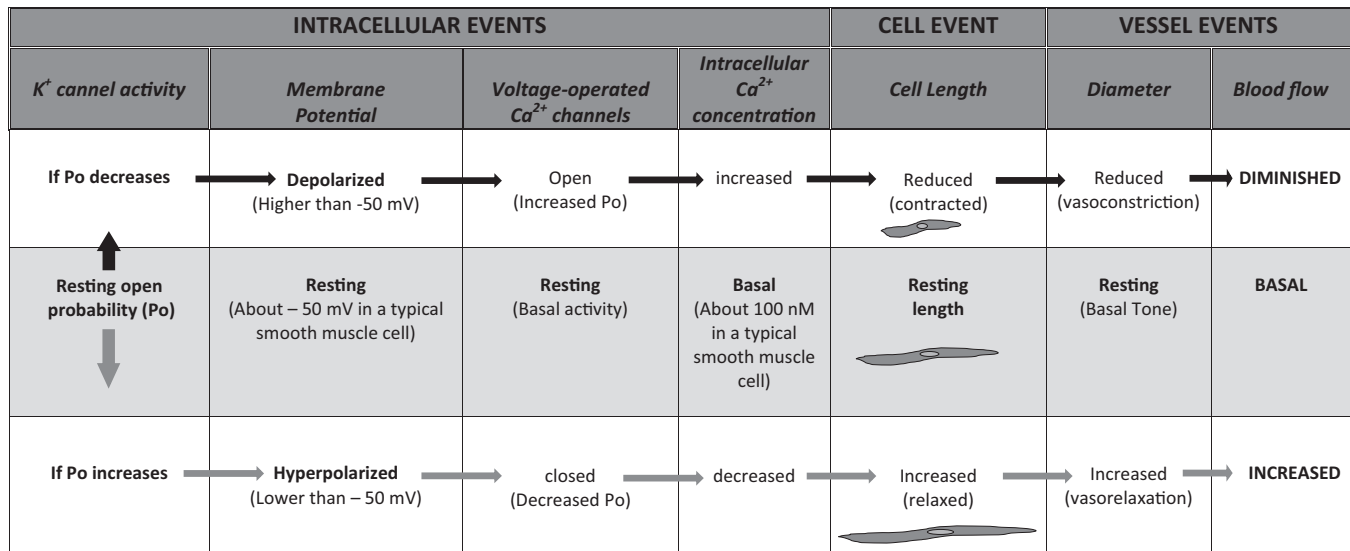 INTRACELLULAR EVENTS
CELL EVENT
VESSEL EVENTS
K⁺ cannel activity
Membrane
Potential
Voltage-operated
Ca²⁺ channels
Intracellular
Ca²⁺
concentration
Cell Length
Diameter
Blood flow
If Po decreases
Depolarized
(Higher than -50 mV)
Open
(Increased Po)
increased
Reduced
(contracted)
Reduced
(vasoconstriction)
DIMINISHED
Resting open
probability (Po)
Resting
(About – 50 mV in a typical
smooth muscle cell)
Resting
(Basal activity)
Basal
(About 100 nM
in a typical
smooth muscle
cell)
Resting
length
Resting
(Basal Tone)
BASAL
If Po increases
Hyperpolarized
(Lower than – 50 mV)
closed
(Decreased Po)
decreased
Increased
(relaxed)
Increased
(vasorelaxation)
INCREASED